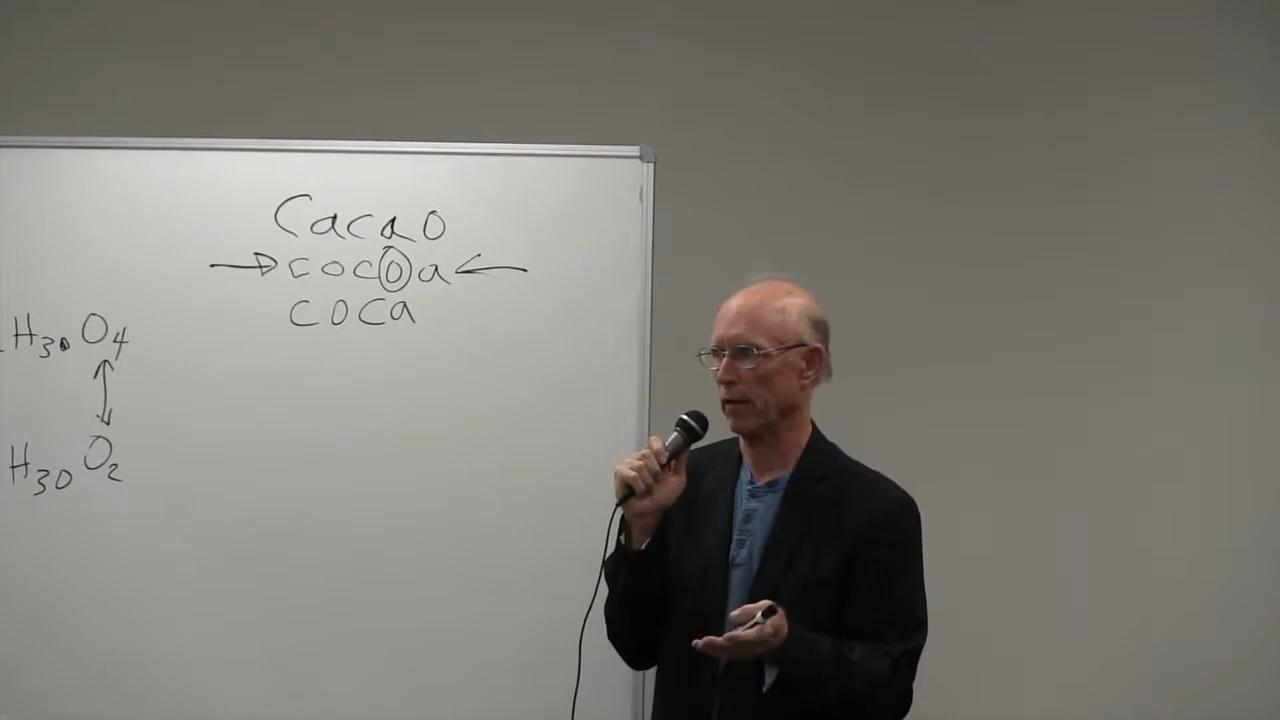 Cacao
→ cocoa ←
coca
H30O4
↕
H30O2